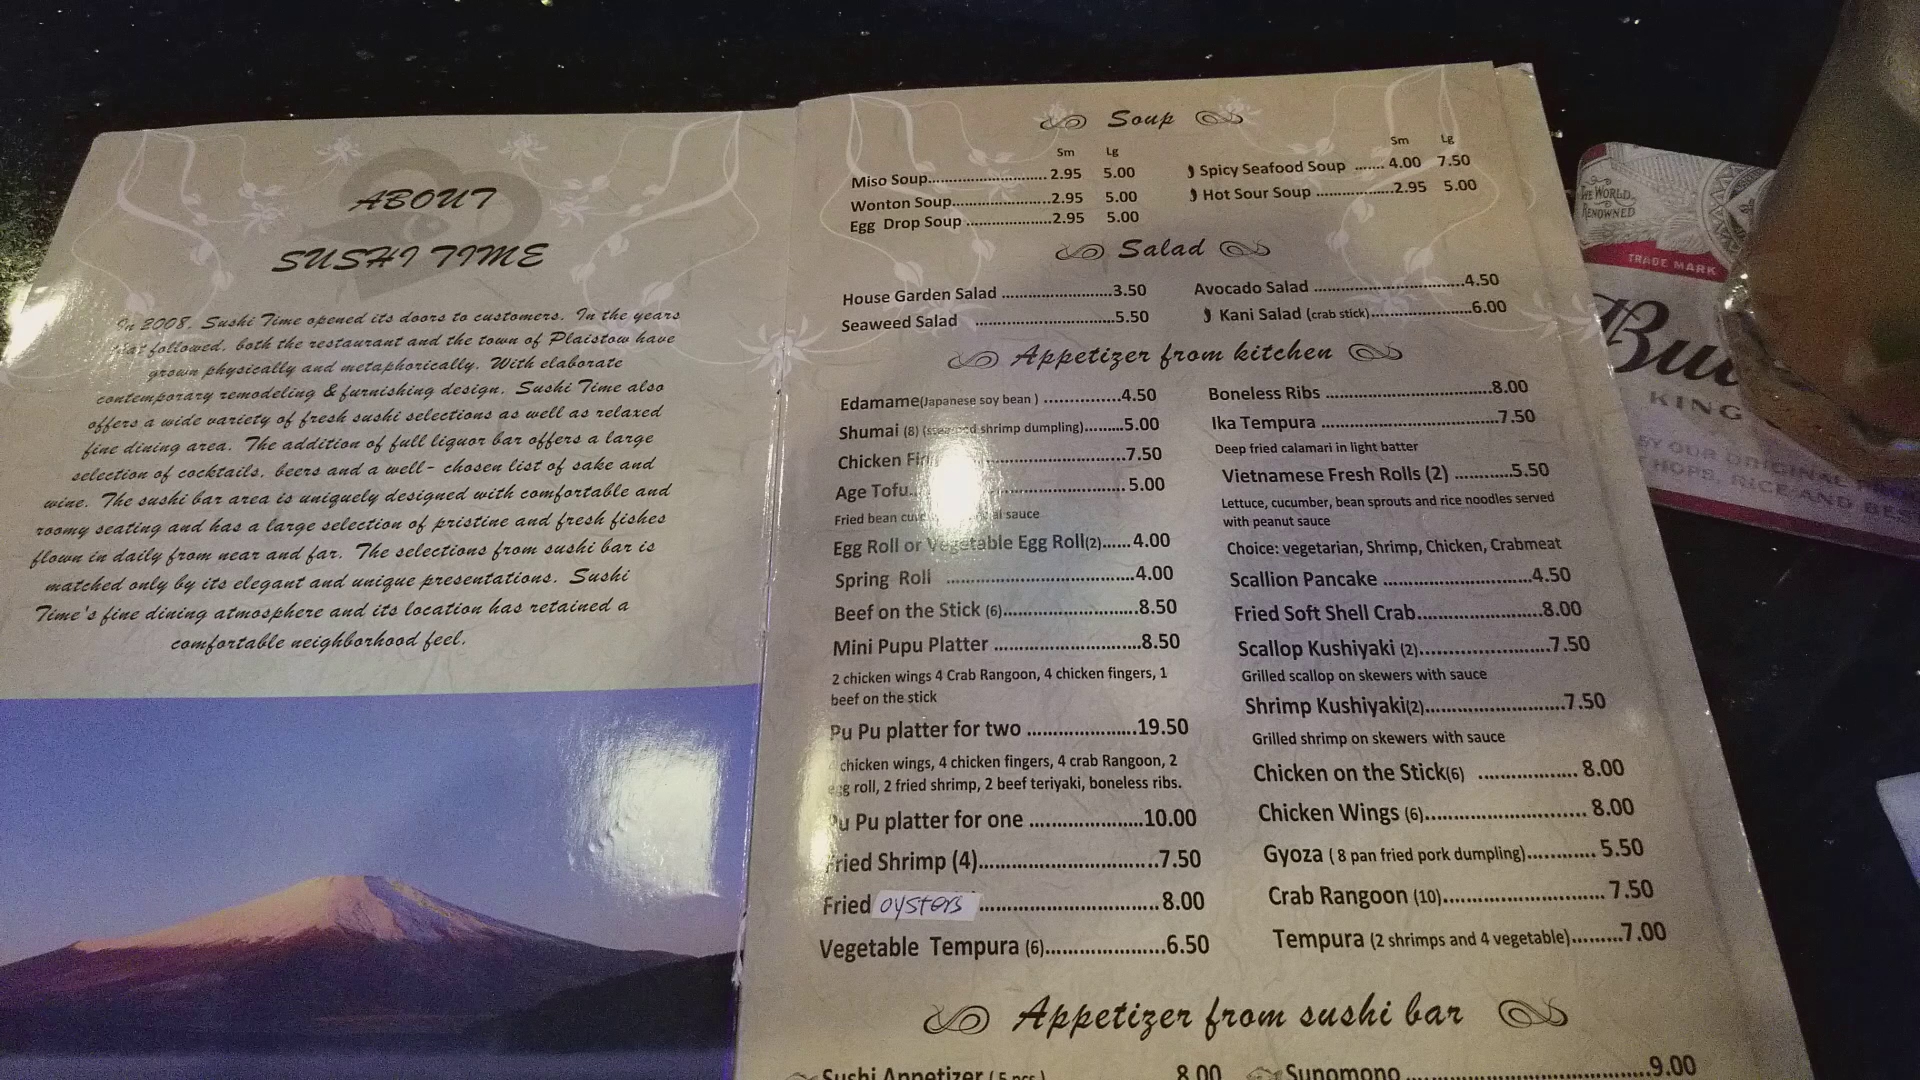 ABOUT
SUSHI TIME
In 2008, Sushi Time opened its doors to customers. In the years
that followed, both the restaurant and the town of Plaistow have
grown physically and metaphorically. With elaborate
contemporary remodeling & furnishing design, Sushi Time also
offers a wide variety of fresh sushi selections as well as relaxed
fine dining area. The addition of full liquor bar offers a large
selection of cocktails, beers and a well- chosen list of sake and
wine. The sushi bar area is uniquely designed with comfortable and
roomy seating and has a large selection of pristine and fresh fishes
flown in daily from near and far. The selections from sushi bar is
matched only by its elegant and unique presentations. Sushi
Time's fine dining atmosphere and its location has retained a
comfortable neighborhood feel.
Soup
Sm Lg
Miso Soup 2.95 5.00
Wonton Soup 2.95 5.00
Egg Drop Soup 2.95 5.00
Sm Lg
Spicy Seafood Soup 4.00 7.50
Hot Sour Soup 2.95 5.00
Salad
House Garden Salad 3.50
Seaweed Salad 5.50
Avocado Salad 4.50
Kani Salad (crab stick) 6.00
Appetizer from kitchen
Edamame(Japanese soy bean ) 4.50
Shumai (8) (steamed shrimp dumpling) 5.00
Chicken 7.50
Age Tofu 5.00
Fried bean sauce
Egg Roll or Vegetable Egg Roll(2) 4.00
Spring Roll 4.00
Beef on the Stick (6) 8.50
Mini Pupu Platter 8.50
2 chicken wings 4 Crab Rangoon, 4 chicken fingers, 1
beef on the stick
Pu Pu platter for two 19.50
chicken wings, 4 chicken fingers, 4 crab Rangoon, 2
egg roll, 2 fried shrimp, 2 beef teriyaki, boneless ribs.
Pu Pu platter for one 10.00
Fried Shrimp (4) 7.50
Fried oysters 8.00
Vegetable Tempura (6) 6.50
Boneless Ribs 8.00
Ika Tempura 7.50
Deep fried calamari in light batter
Vietnamese Fresh Rolls (2) 5.50
Lettuce, cucumber, bean sprouts and rice noodles served
with peanut sauce
Choice: vegetarian, Shrimp, Chicken, Crabmeat
Scallion Pancake 4.50
Fried Soft Shell Crab 8.00
Scallop Kushiyaki (2) 7.50
Grilled scallop on skewers with sauce
Shrimp Kushiyaki(2) 7.50
Grilled shrimp on skewers with sauce
Chicken on the Stick(6) 8.00
Chicken Wings (6) 8.00
Gyoza ( 8 pan fried pork dumpling) 5.50
Crab Rangoon (10) 7.50
Tempura (2 shrimps and 4 vegetable) 7.00
Appetizer from sushi bar
Sushi Appetizer ( 5 pcs ) 8.00
Sunomono 9.00
THE WORLD
RENOWNED
TRADE MARK
Bu
KING
BY OUR ORIGINAL
HOPS, RICE AND BE